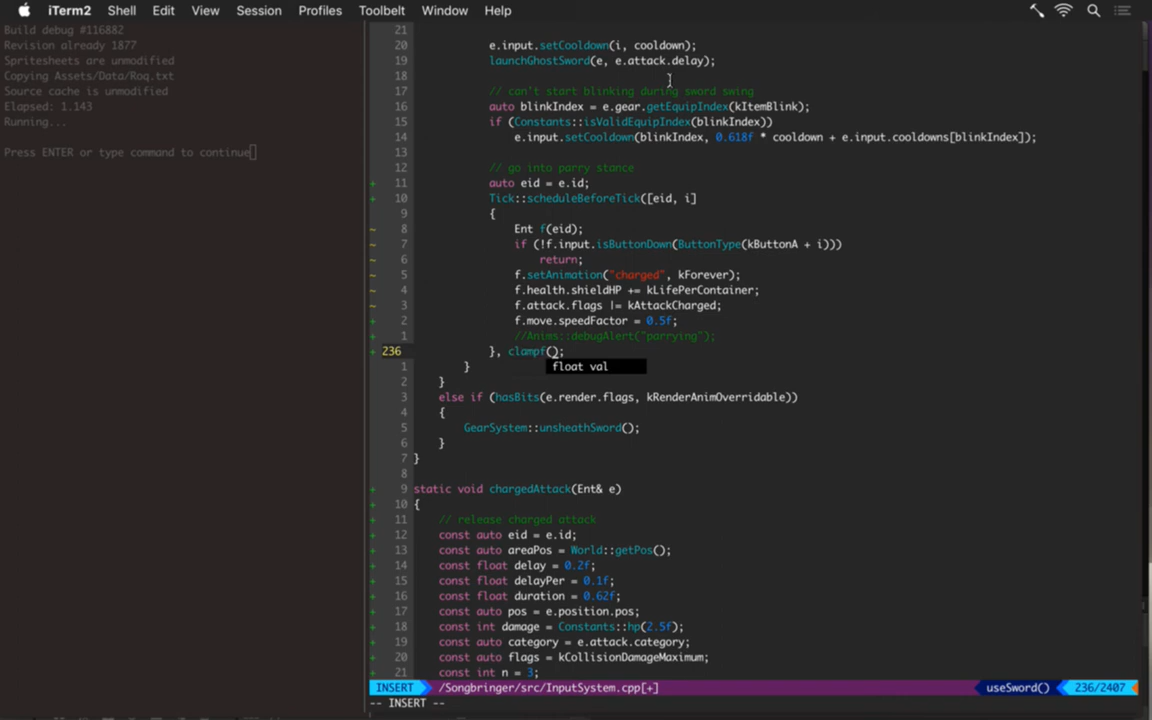 iTerm2 Shell Edit View Session Profiles Toolbelt Window Help
Build debug #116882
Revision already 1877
Spritesheets are unmodified
Copying Assets/Data/Roq.txt
Source cache is unmodified
Elapsed: 1.143
Running...
Press ENTER or type command to continue
21
20 e.input.setCooldown(i, cooldown);
19 launchGhostSword(e, e.attack.delay);
18
17 // can't start blinking during sword swing
16 auto blinkIndex = e.gear.getEquipIndex(kItemBlink);
15 if (Constants::isValidEquipIndex(blinkIndex))
14 e.input.setCooldown(blinkIndex, 0.618f * cooldown + e.input.cooldowns[blinkIndex]);
13
12 // go into parry stance
+ 11 auto eid = e.id;
+ 10 Tick::scheduleBeforeTick([eid, i]
9 {
~ 8 Ent f(eid);
~ 7 if (!f.input.isButtonDown(ButtonType(kButtonA + i)))
~ 6 return;
~ 5 f.setAnimation("charged", kForever);
~ 4 f.health.shieldHP += kLifePerContainer;
~ 3 f.attack.flags |= kAttackCharged;
+ 2 f.move.speedFactor = 0.5f;
+ 1 //Anims::debugAlert("parrying");
+ 236 }, clampf();
float val
1 }
2 }
3 else if (hasBits(e.render.flags, kRenderAnimOverridable))
4 {
5 GearSystem::unsheathSword();
6 }
7 }
8
+ 9 static void chargedAttack(Ent& e)
+ 10 {
+ 11 // release charged attack
+ 12 const auto eid = e.id;
+ 13 const auto areaPos = World::getPos();
+ 14 const float delay = 0.2f;
+ 15 const float delayPer = 0.1f;
+ 16 const float duration = 0.62f;
+ 17 const auto pos = e.position.pos;
+ 18 const int damage = Constants::hp(2.5f);
+ 19 const auto category = e.attack.category;
+ 20 const auto flags = kCollisionDamageMaximum;
+ 21 const int n = 3;
INSERT /Songbringer/src/InputSystem.cpp[+] useSword() 236/2407
-- INSERT --